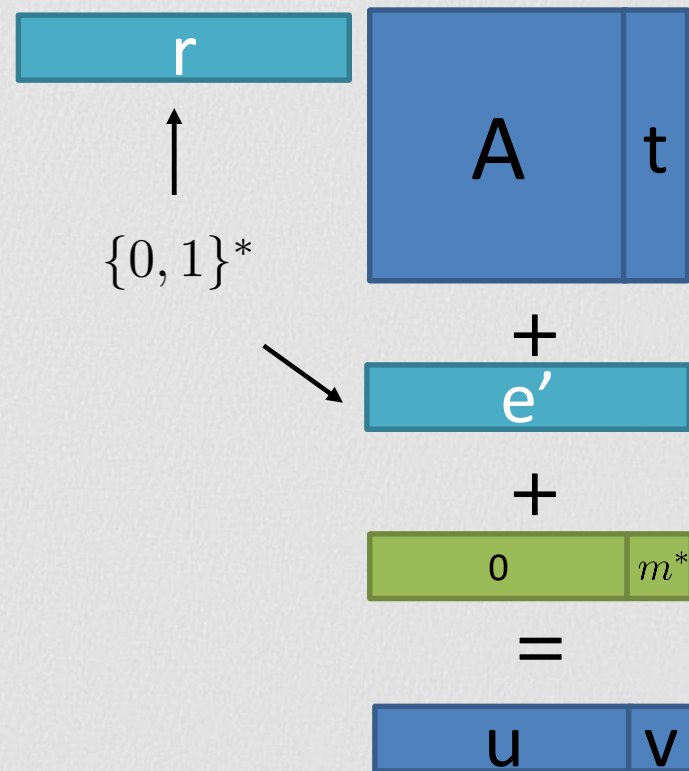 r
A t
{0, 1}*
+
e′
+
0 m*
=
u v